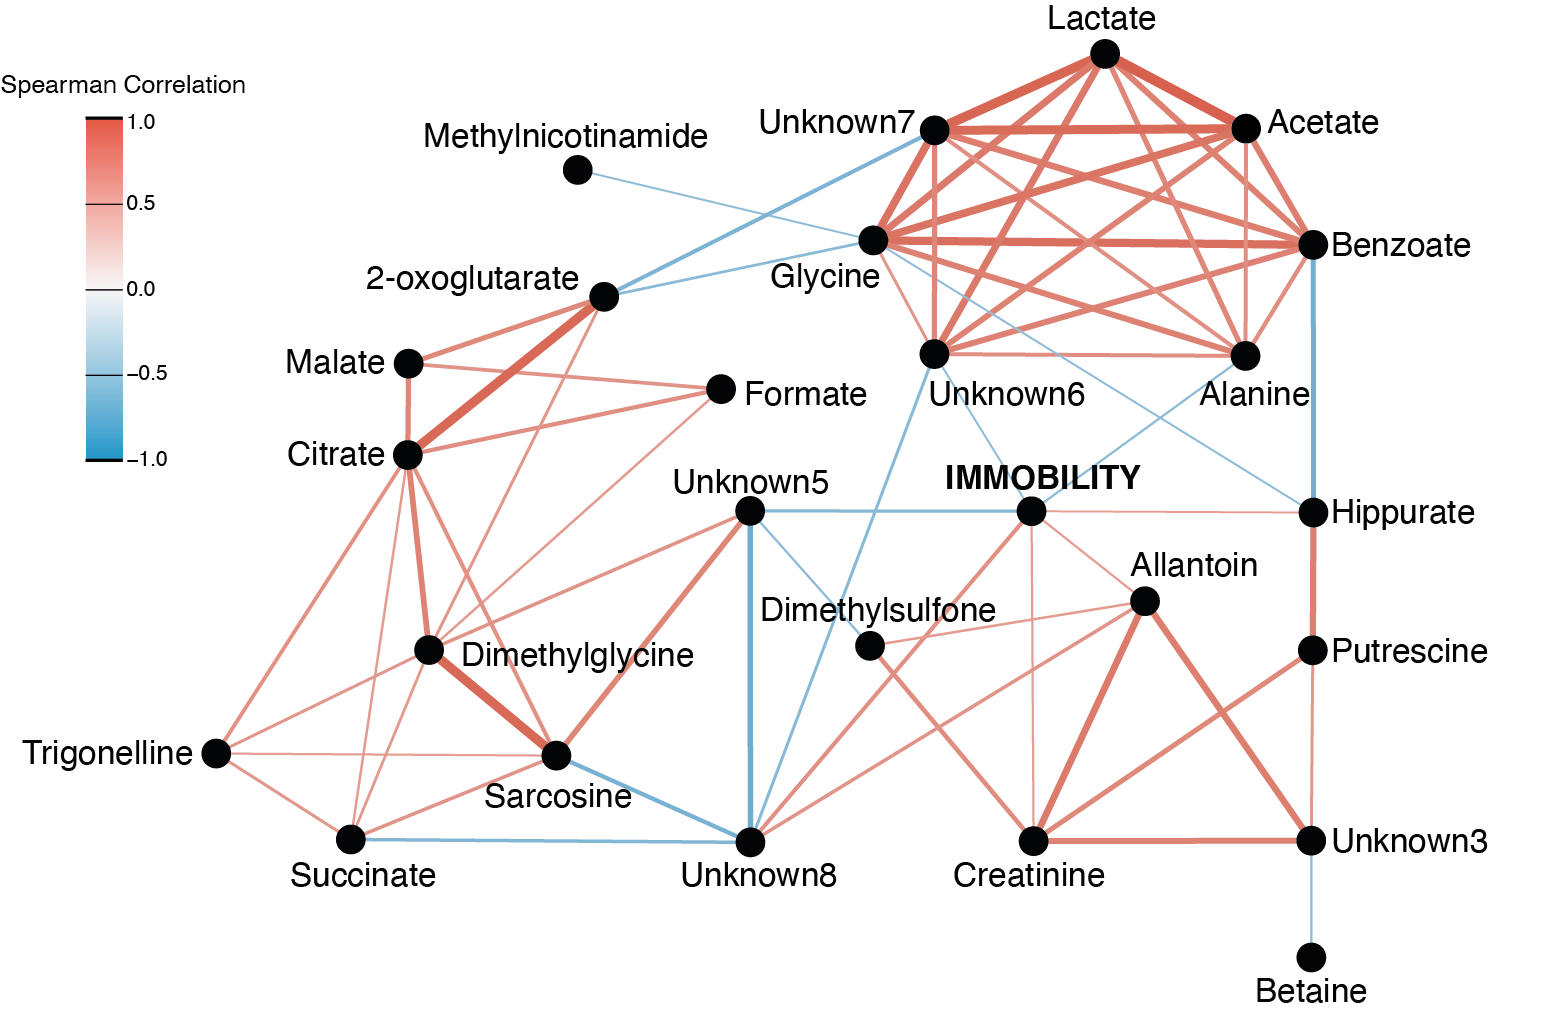 Lactate
Spearman Correlation
1.0
Unknown7
Acetate
Methylnicotinamide
0.5
Benzoate
Glycine
2-oxoglutarate
0.0
Malate
−0.5
Formate
Unknown6
Alanine
Citrate
−1.0
IMMOBILITY
Unknown5
Hippurate
Allantoin
Dimethylsulfone
Dimethylglycine
Putrescine
Trigonelline
Sarcosine
Unknown3
Succinate
Unknown8
Creatinine
Betaine